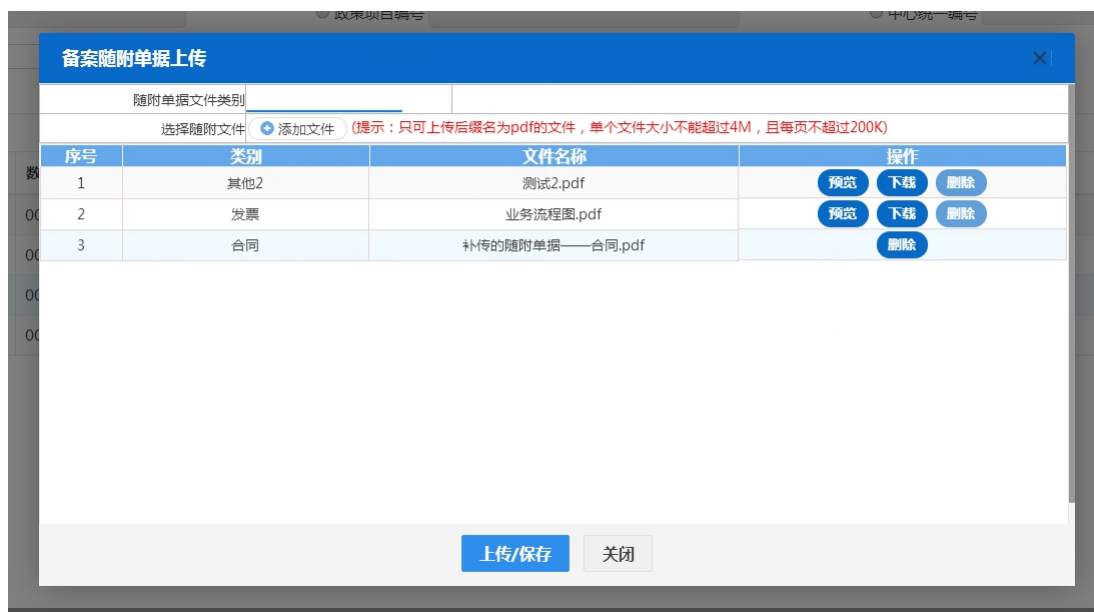 政策项目编号 中心统一编号
备案随附单据上传
随附单据文件类别
选择随附文件 添加文件 (提示：只可上传后缀名为pdf的文件，单个文件大小不能超过4M，且每页不超过200K)
序号 类别 文件名称 操作
1 其他2 测试2.pdf 预览 下载 删除
2 发票 业务流程图.pdf 预览 下载 删除
3 合同 补传的随附单据——合同.pdf 删除
上传/保存 关闭